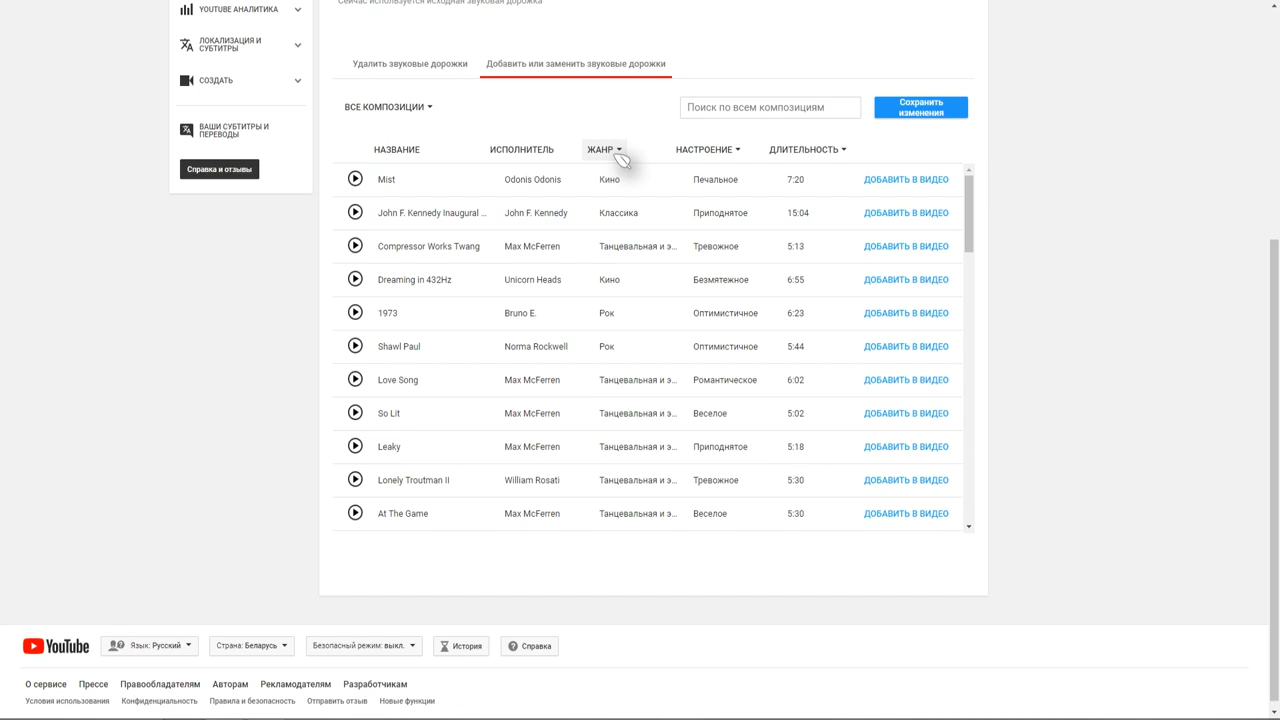 YOUTUBE АНАЛИТИКА
Сейчас используется исходная звуковая дорожка
ЛОКАЛИЗАЦИЯ И
СУБТИТРЫ
СОЗДАТЬ
ВАШИ СУБТИТРЫ И
ПЕРЕВОДЫ
Справка и отзывы
Удалить звуковые дорожки Добавить или заменить звуковые дорожки
ВСЕ КОМПОЗИЦИИ Поиск по всем композициям Сохранить
изменения
НАЗВАНИЕ ИСПОЛНИТЕЛЬ ЖАНР НАСТРОЕНИЕ ДЛИТЕЛЬНОСТЬ
Mist Odonis Odonis Кино Печальное 7:20 ДОБАВИТЬ В ВИДЕО
John F. Kennedy Inaugural ... John F. Kennedy Классика Приподнятое 15:04 ДОБАВИТЬ В ВИДЕО
Compressor Works Twang Max McFerren Танцевальная и э... Тревожное 5:13 ДОБАВИТЬ В ВИДЕО
Dreaming in 432Hz Unicorn Heads Кино Безмятежное 6:55 ДОБАВИТЬ В ВИДЕО
1973 Bruno E. Рок Оптимистичное 6:23 ДОБАВИТЬ В ВИДЕО
Shawl Paul Norma Rockwell Рок Оптимистичное 5:44 ДОБАВИТЬ В ВИДЕО
Love Song Max McFerren Танцевальная и э... Романтическое 6:02 ДОБАВИТЬ В ВИДЕО
So Lit Max McFerren Танцевальная и э... Веселое 5:02 ДОБАВИТЬ В ВИДЕО
Leaky Max McFerren Танцевальная и э... Приподнятое 5:18 ДОБАВИТЬ В ВИДЕО
Lonely Troutman II William Rosati Танцевальная и э... Тревожное 5:30 ДОБАВИТЬ В ВИДЕО
At The Game Max McFerren Танцевальная и э... Веселое 5:30 ДОБАВИТЬ В ВИДЕО
YouTube Язык: Русский Страна: Беларусь Безопасный режим: выкл. История Справка
О сервисе Прессе Правообладателям Авторам Рекламодателям Разработчикам
Условия использования Конфиденциальность Правила и безопасность Отправить отзыв Новые функции